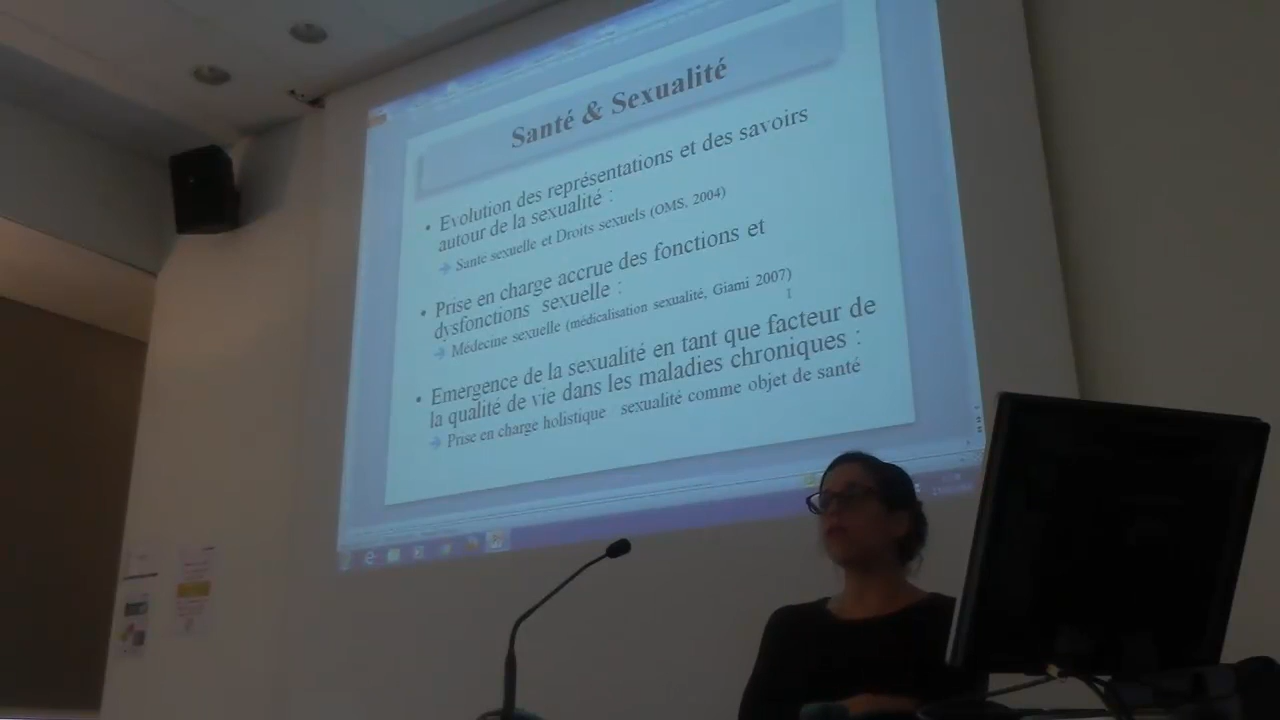 Santé & Sexualité
• Evolution des représentations et des savoirs
autour de la sexualité :
Santé sexuelle et Droits sexuels (OMS, 2004)
• Prise en charge accrue des fonctions et
dysfonctions sexuelle :
Médecine sexuelle (médicalisation sexualité, Giami 2007)
• Emergence de la sexualité en tant que facteur de
la qualité de vie dans les maladies chroniques :
Prise en charge holistique sexualité comme objet de santé